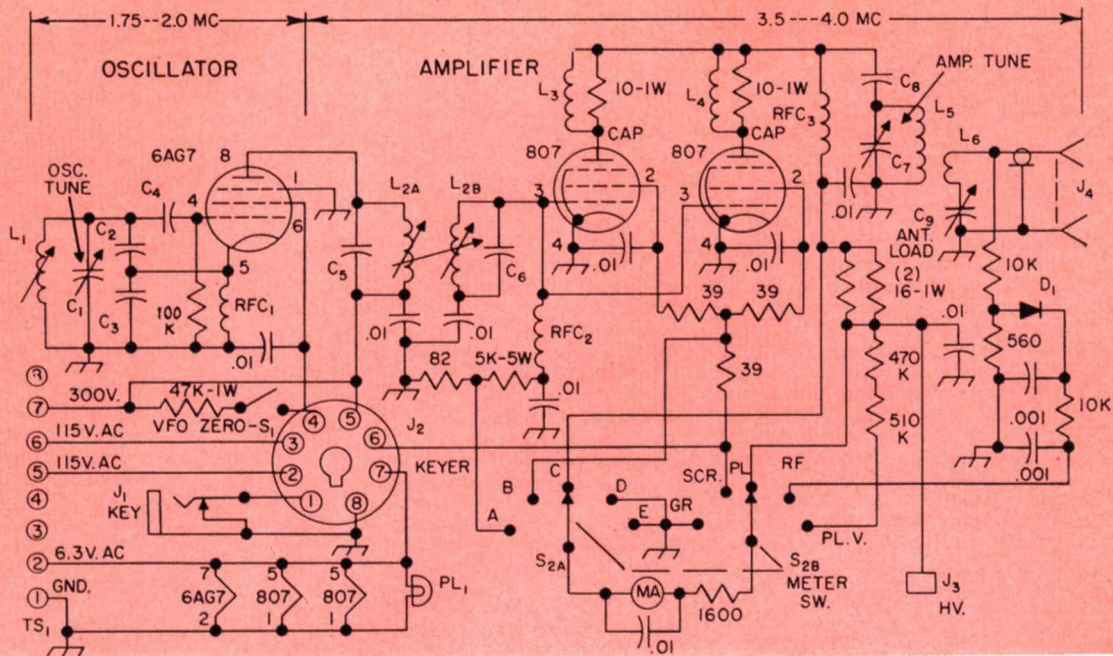 1.75--2.0 MC
3.5 ---4.0 MC
OSCILLATOR
AMPLIFIER
AMP. TUNE
L3
10-1W
L4
10-1W
RFC3
C8
L5
CAP
CAP
C7
L6
6AG7
8
1
6
4
5
807
2
3
4
807
2
3
4
OSC. TUNE
C4
C2
L1
C1
C3
100 K
RFC1
.01
L2A
L2B
C5
C6
.01
.01
.01
.01
.01
J4
C9
ANT. LOAD
(2) 16-1W
10K
D1
39
39
RFC2
.01
560
82
5K-5W
39
470 K
510 K
.01
.001
.001
10K
8
7
300V.
47K-1W
VFO ZERO-S1
6
115 V. AC
5
115V. AC
4
3
2
6.3V. AC
1
GND.
TS1
4
5
3
6
2
7
1
8
J2
KEYER
J1
KEY
B
A
C
D
E
GR
SCR.
PL
RF
PL.V.
S2A
S2B
METER SW.
MA
1600
.01
J3
HV.
7
6AG7
2
5
807
1
5
807
1
PL1